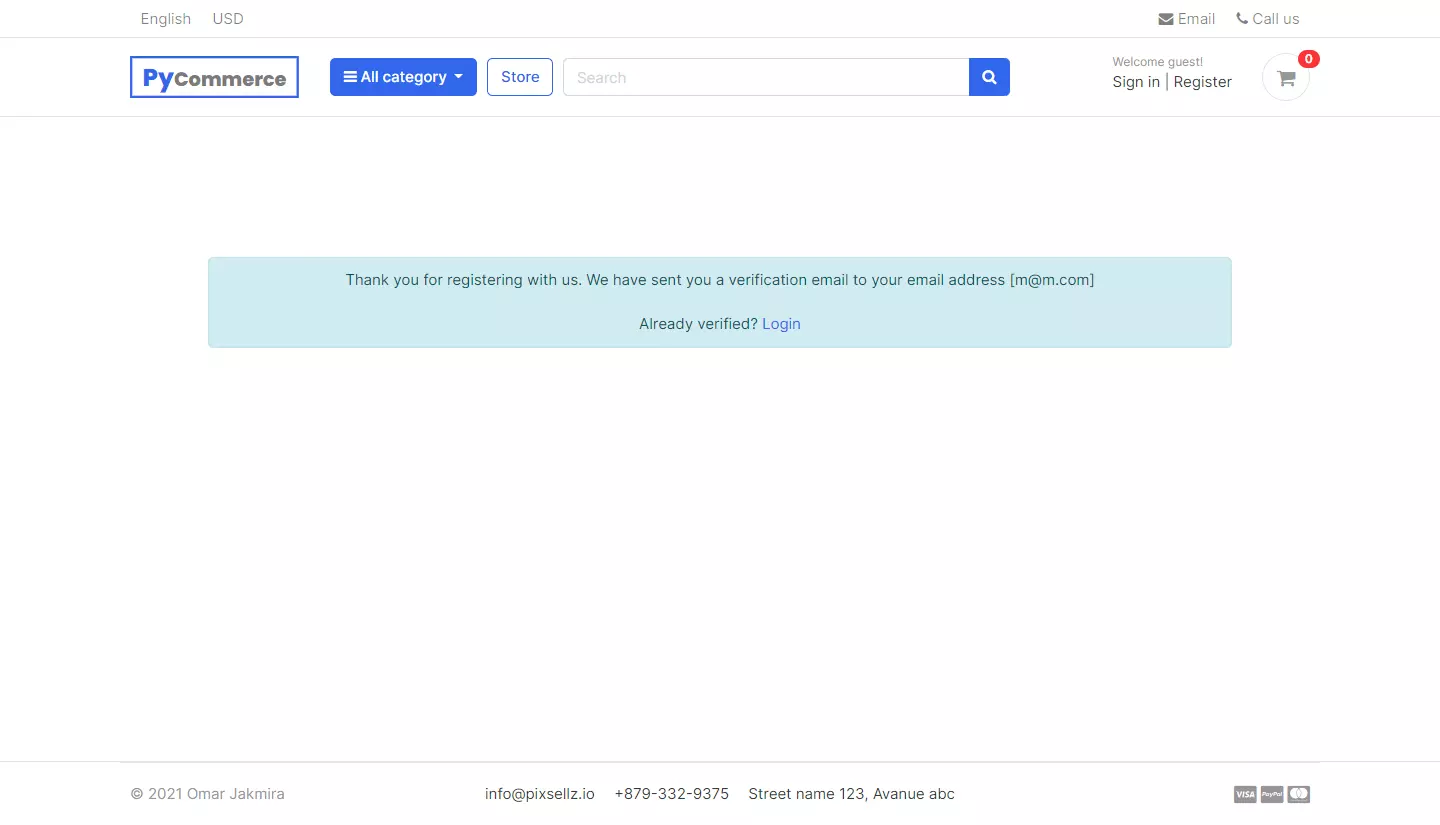 English USD Email Call us
PyCommerce All category Store Search Welcome guest! 0
Sign in | Register
Thank you for registering with us. We have sent you a verification email to your email address [m@m.com]
Already verified? Login
© 2021 Omar Jakmira info@pixsellz.io +879-332-9375 Street name 123, Avanue abc VISA PayPal